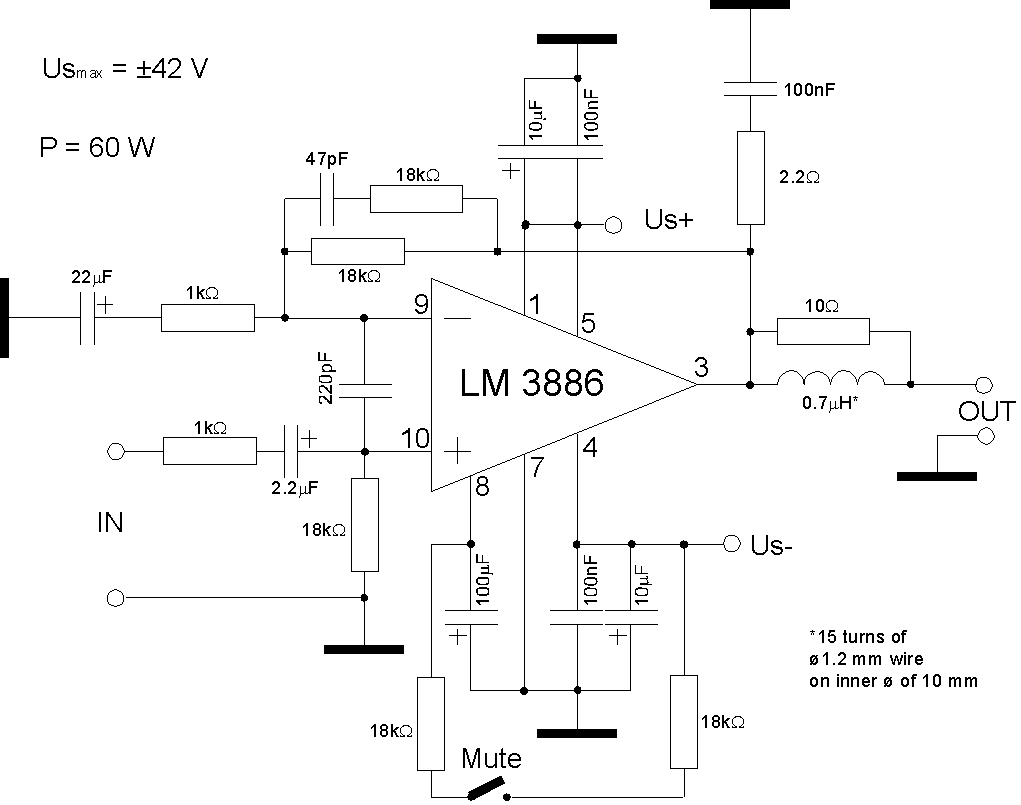 Usmax = ±42 V
P = 60 W
100nF
10µF
100nF
47pF
18kΩ
2.2Ω
Us+
18kΩ
22µF
+
+
1kΩ
9
1
5
10Ω
−
220pF
LM 3886
3
0.7µH*
OUT
1kΩ
+
10
+
4
2.2µF
7
8
IN
18kΩ
Us-
100µF
100nF
10µF
+
+
*15 turns of
ø1.2 mm wire
on inner ø of 10 mm
18kΩ
18kΩ
Mute